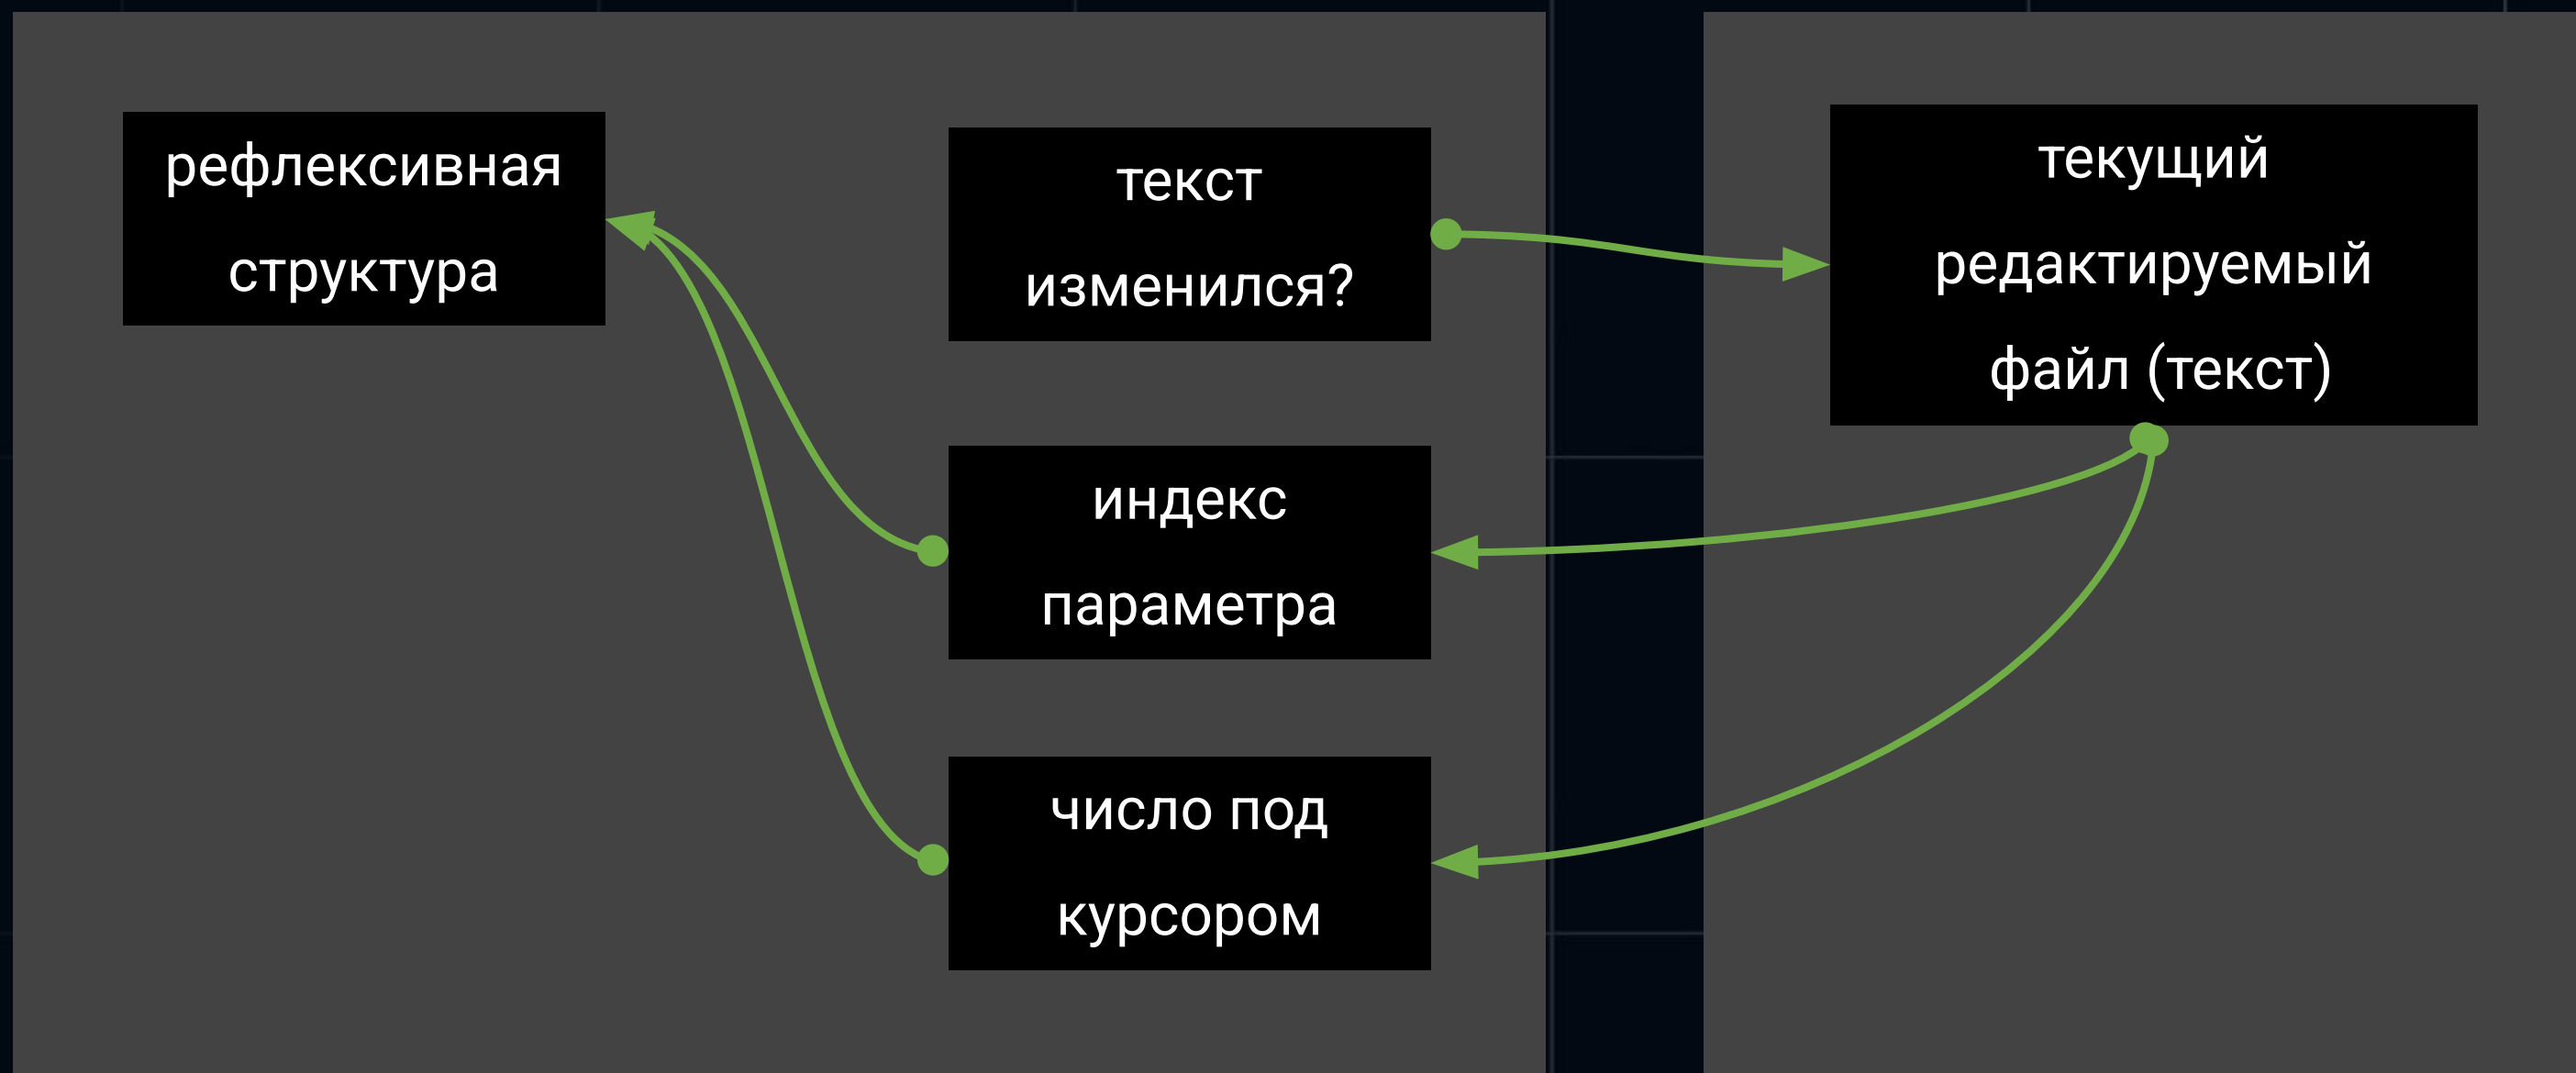 рефлексивная
структура
текст
изменился?
индекс
параметра
число под
курсором
текущий
редактируемый
файл (текст)